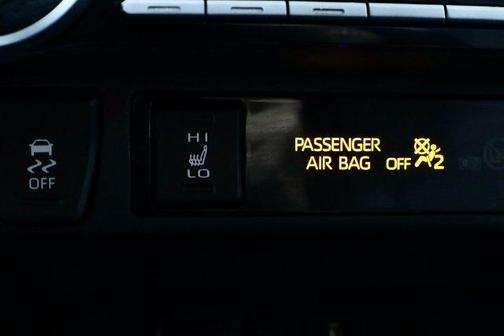 OFF
HI
LO
PASSENGER
AIR BAG OFF 2